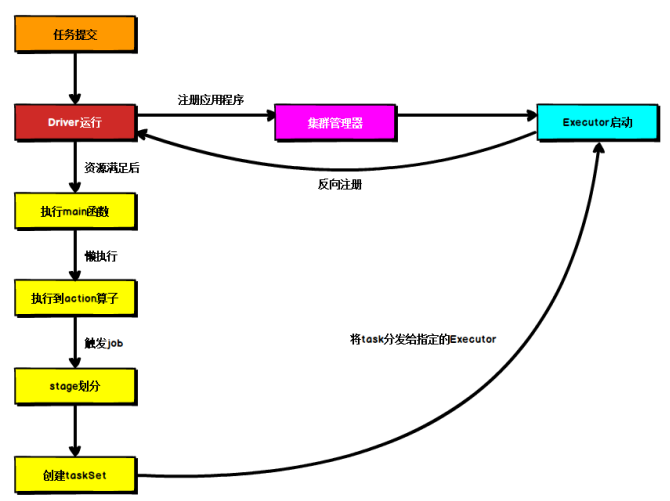 任务提交
注册应用程序
Driver运行
集群管理器
Executor启动
资源满足后
反向注册
执行main函数
懒执行
执行到action算子
触发job
将task分发给指定的Executor
stage划分
创建taskSet